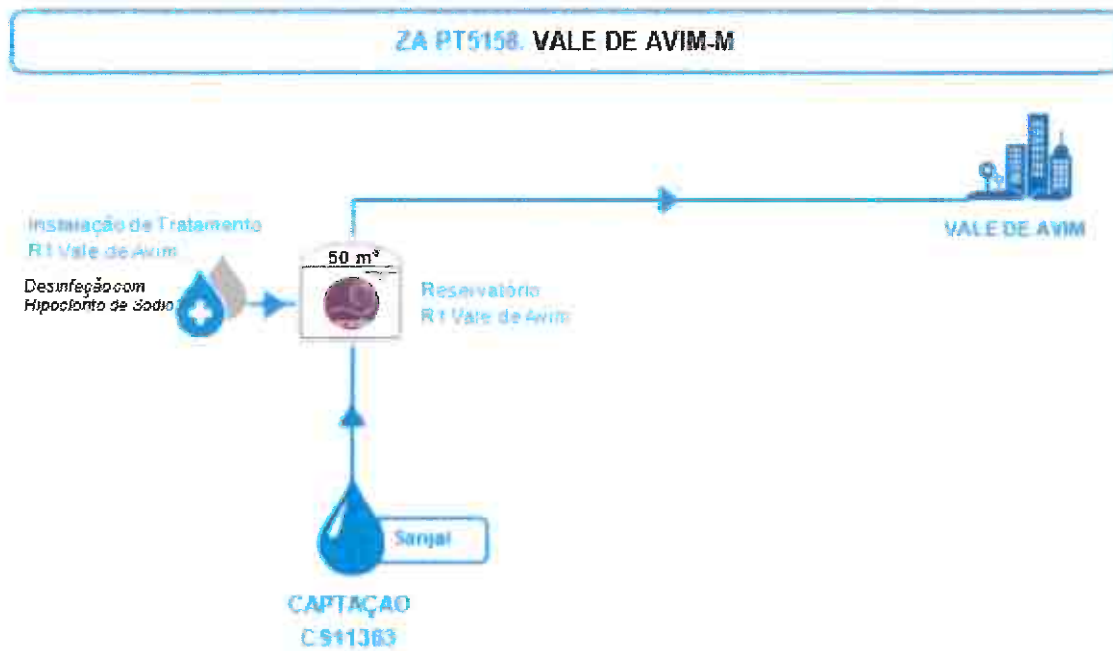 ZA PT5158. VALE DE AVIM-M
Instalação de Tratamento
R1 Vale de Avim
Desinfeção com
Hipoclorito de Sódio
50 m³
Reservatório
R1 Vale de Avim
VALE DE AVIM
Sanjal
CAPTAÇÃO
CS11363